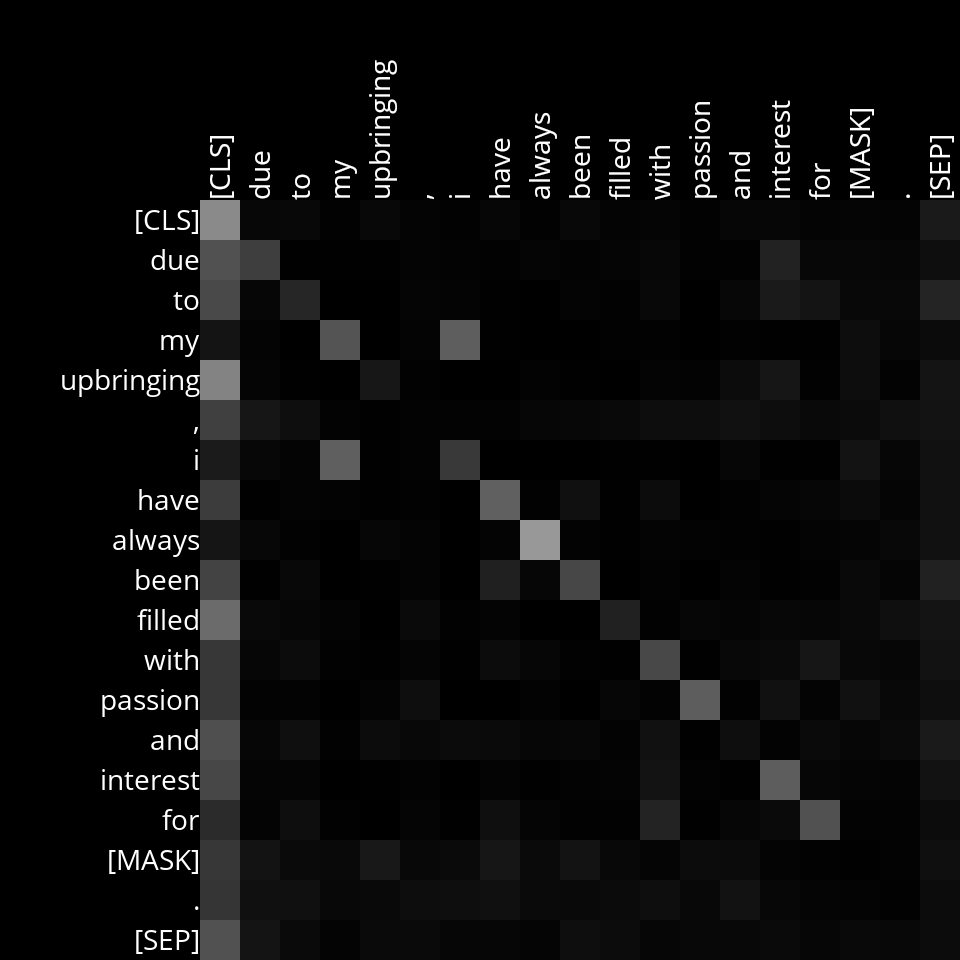 [CLS] due to my upbringing , i have always been filled with passion and interest for [MASK] . [SEP]
[CLS]
due
to
my
upbringing
,
i
have
always
been
filled
with
passion
and
interest
for
[MASK]
.
[SEP]